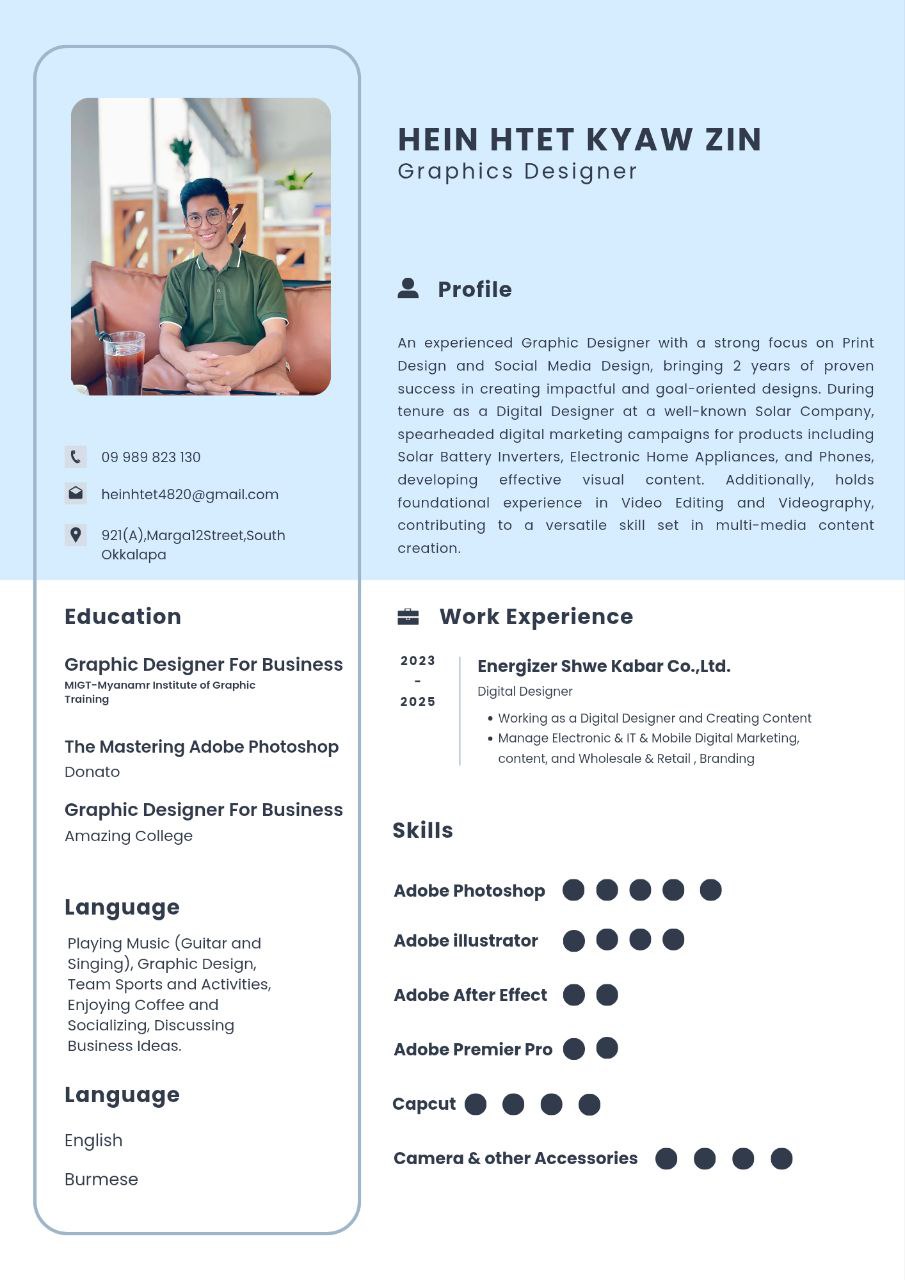 HEIN HTET KYAW ZIN
Graphics Designer
Profile
An experienced Graphic Designer with a strong focus on Print
Design and Social Media Design, bringing 2 years of proven
success in creating impactful and goal-oriented designs. During
tenure as a Digital Designer at a well-known Solar Company,
spearheaded digital marketing campaigns for products including
Solar Battery Inverters, Electronic Home Appliances, and Phones,
developing effective visual content. Additionally, holds
foundational experience in Video Editing and Videography,
contributing to a versatile skill set in multi-media content
creation.
09 989 823 130
heinhtet4820@gmail.com
921(A),Marga12Street,South
Okkalapa
Education
Graphic Designer For Business
MIGT-Myanamr Institute of Graphic
Training
The Mastering Adobe Photoshop
Donato
Graphic Designer For Business
Amazing College
Language
Playing Music (Guitar and
Singing), Graphic Design,
Team Sports and Activities,
Enjoying Coffee and
Socializing, Discussing
Business Ideas.
Language
English
Burmese
Work Experience
2023
-
2025
Energizer Shwe Kabar Co.,Ltd.
Digital Designer
• Working as a Digital Designer and Creating Content
• Manage Electronic & IT & Mobile Digital Marketing,
content, and Wholesale & Retail , Branding
Skills
Adobe Photoshop
Adobe illustrator
Adobe After Effect
Adobe Premier Pro
Capcut
Camera & other Accessories